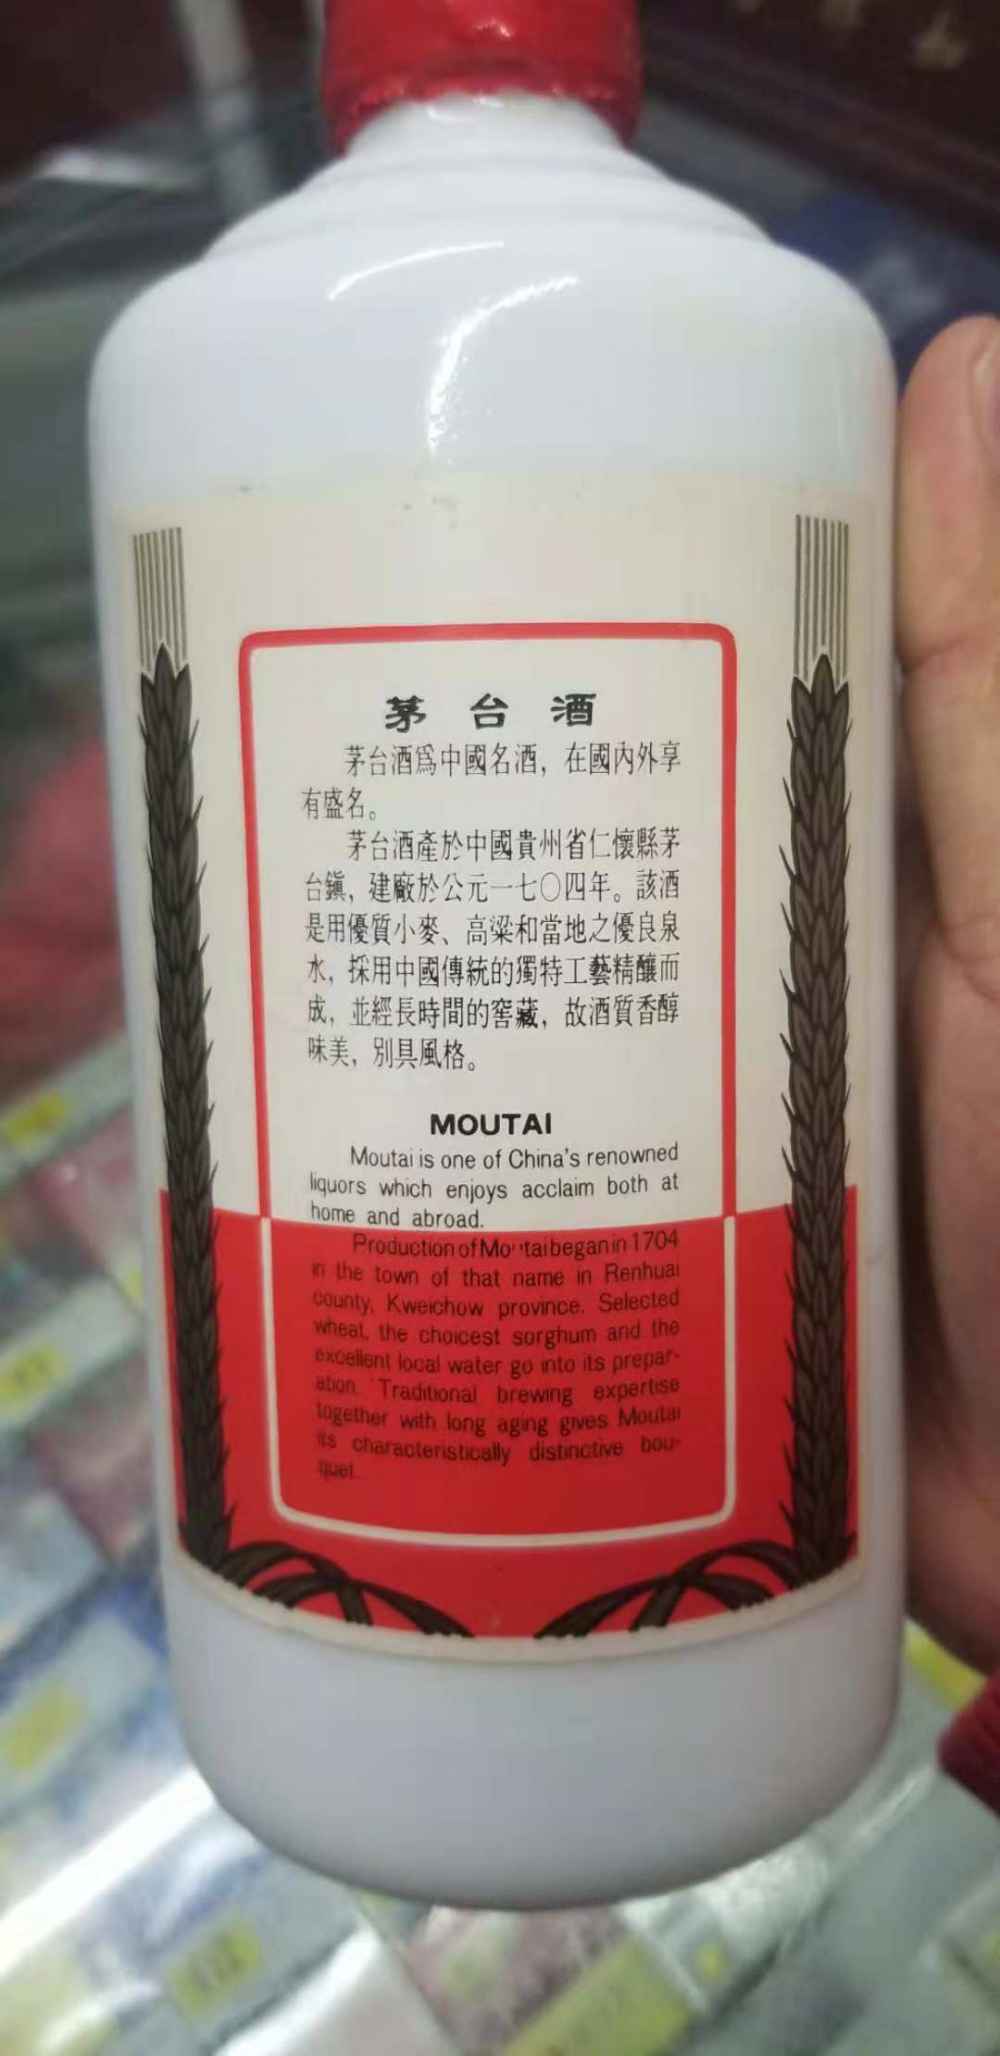 茅台酒
茅台酒爲中國名酒，在國內外享
有盛名。
茅台酒產於中國貴州省仁懷縣茅
台鎭，建廠於公元一七〇四年。該酒
是用優質小麥、高粱和當地之優良泉
水，採用中國傳統的獨特工藝精釀而
成，並經長時間的窖藏，故酒質香醇
味美，別具風格。
MOUTAI
Moutai is one of China's renowned
liquors which enjoys acclaim both at
home and abroad.
Production of Moutai began in 1704
in the town of that name in Renhuai
county, Kweichow province. Selected
wheat, the choicest sorghum and the
excellent local water go into its prepar-
ation. Traditional brewing expertise
together with long aging gives Moutai
its characteristically distinctive bou-
quet.